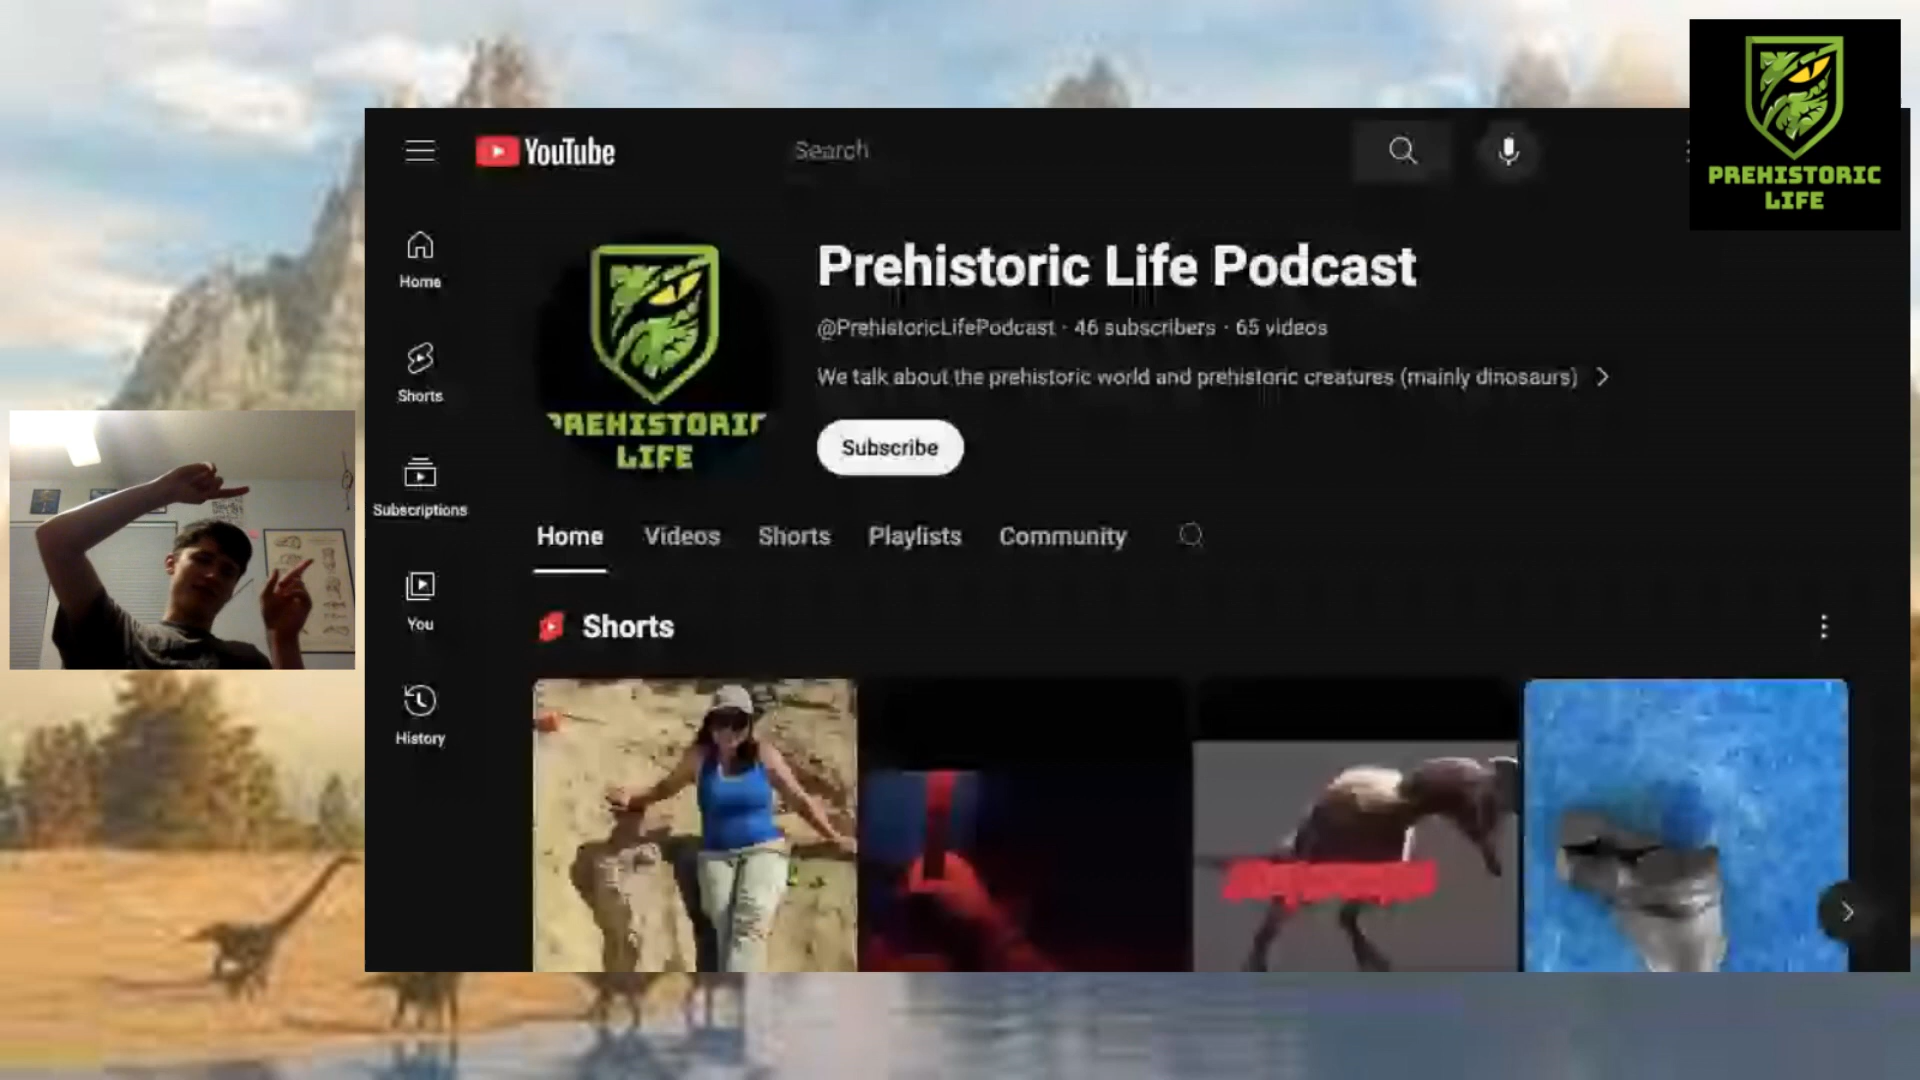 YouTube
Search
PREHISTORIC
LIFE
Home
Shorts
Subscriptions
You
History
PREHISTORIC
LIFE
Prehistoric Life Podcast
@PrehistoricLifePodcast · 46 subscribers · 65 videos
We talk about the prehistoric world and prehistoric creatures (mainly dinosaurs)
Subscribe
Home Videos Shorts Playlists Community
Shorts